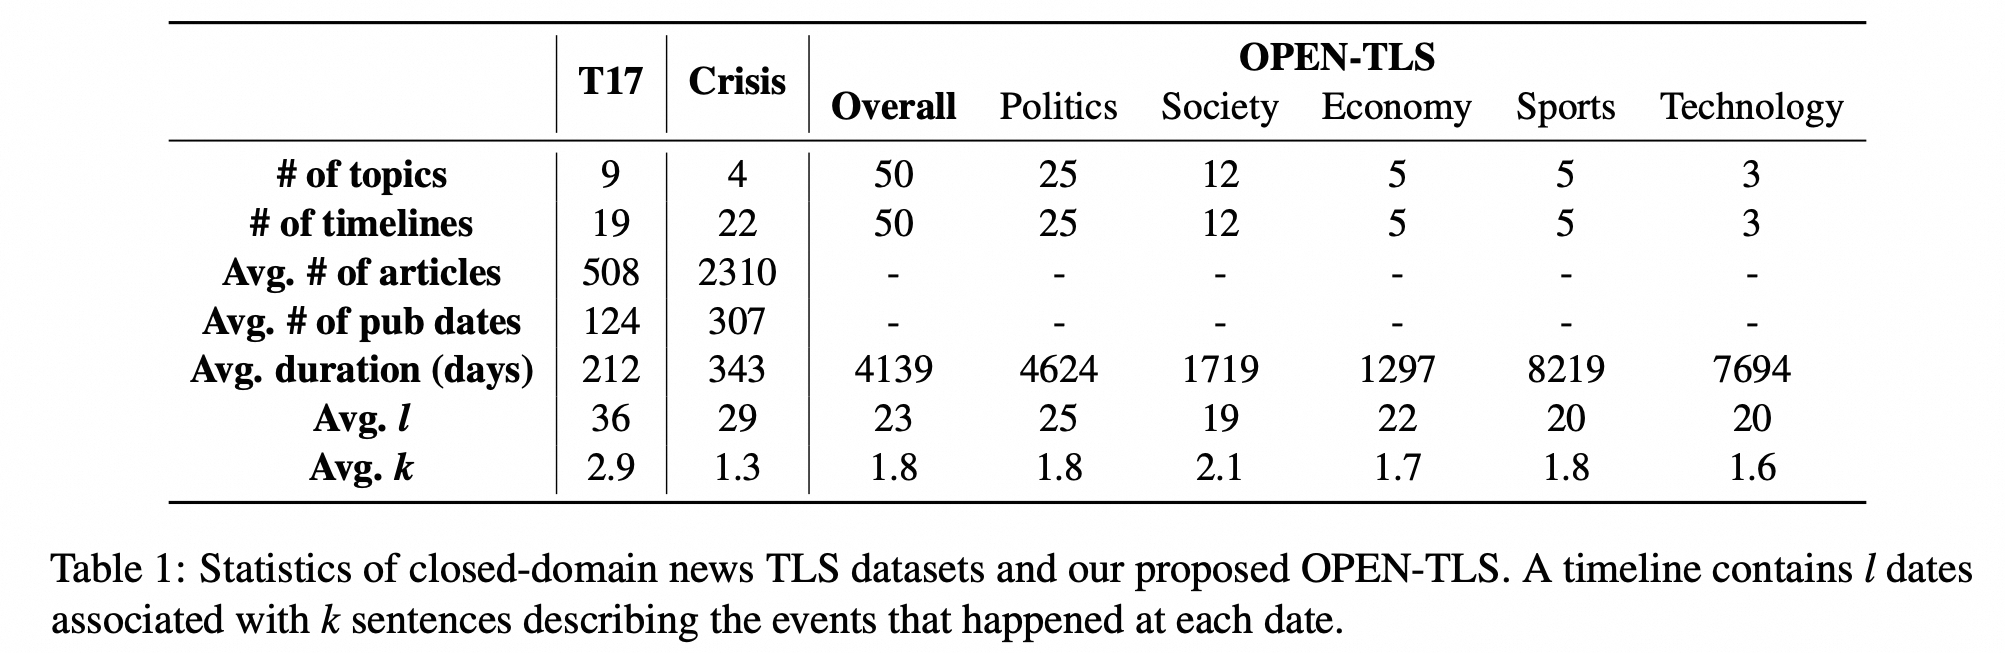 T17 Crisis OPEN-TLS
Overall Politics Society Economy Sports Technology
# of topics 9 4 50 25 12 5 5 3
# of timelines 19 22 50 25 12 5 5 3
Avg. # of articles 508 2310 - - - - - -
Avg. # of pub dates 124 307 - - - - - -
Avg. duration (days) 212 343 4139 4624 1719 1297 8219 7694
Avg. l 36 29 23 25 19 22 20 20
Avg. k 2.9 1.3 1.8 1.8 2.1 1.7 1.8 1.6
Table 1: Statistics of closed-domain news TLS datasets and our proposed OPEN-TLS. A timeline contains l dates
associated with k sentences describing the events that happened at each date.